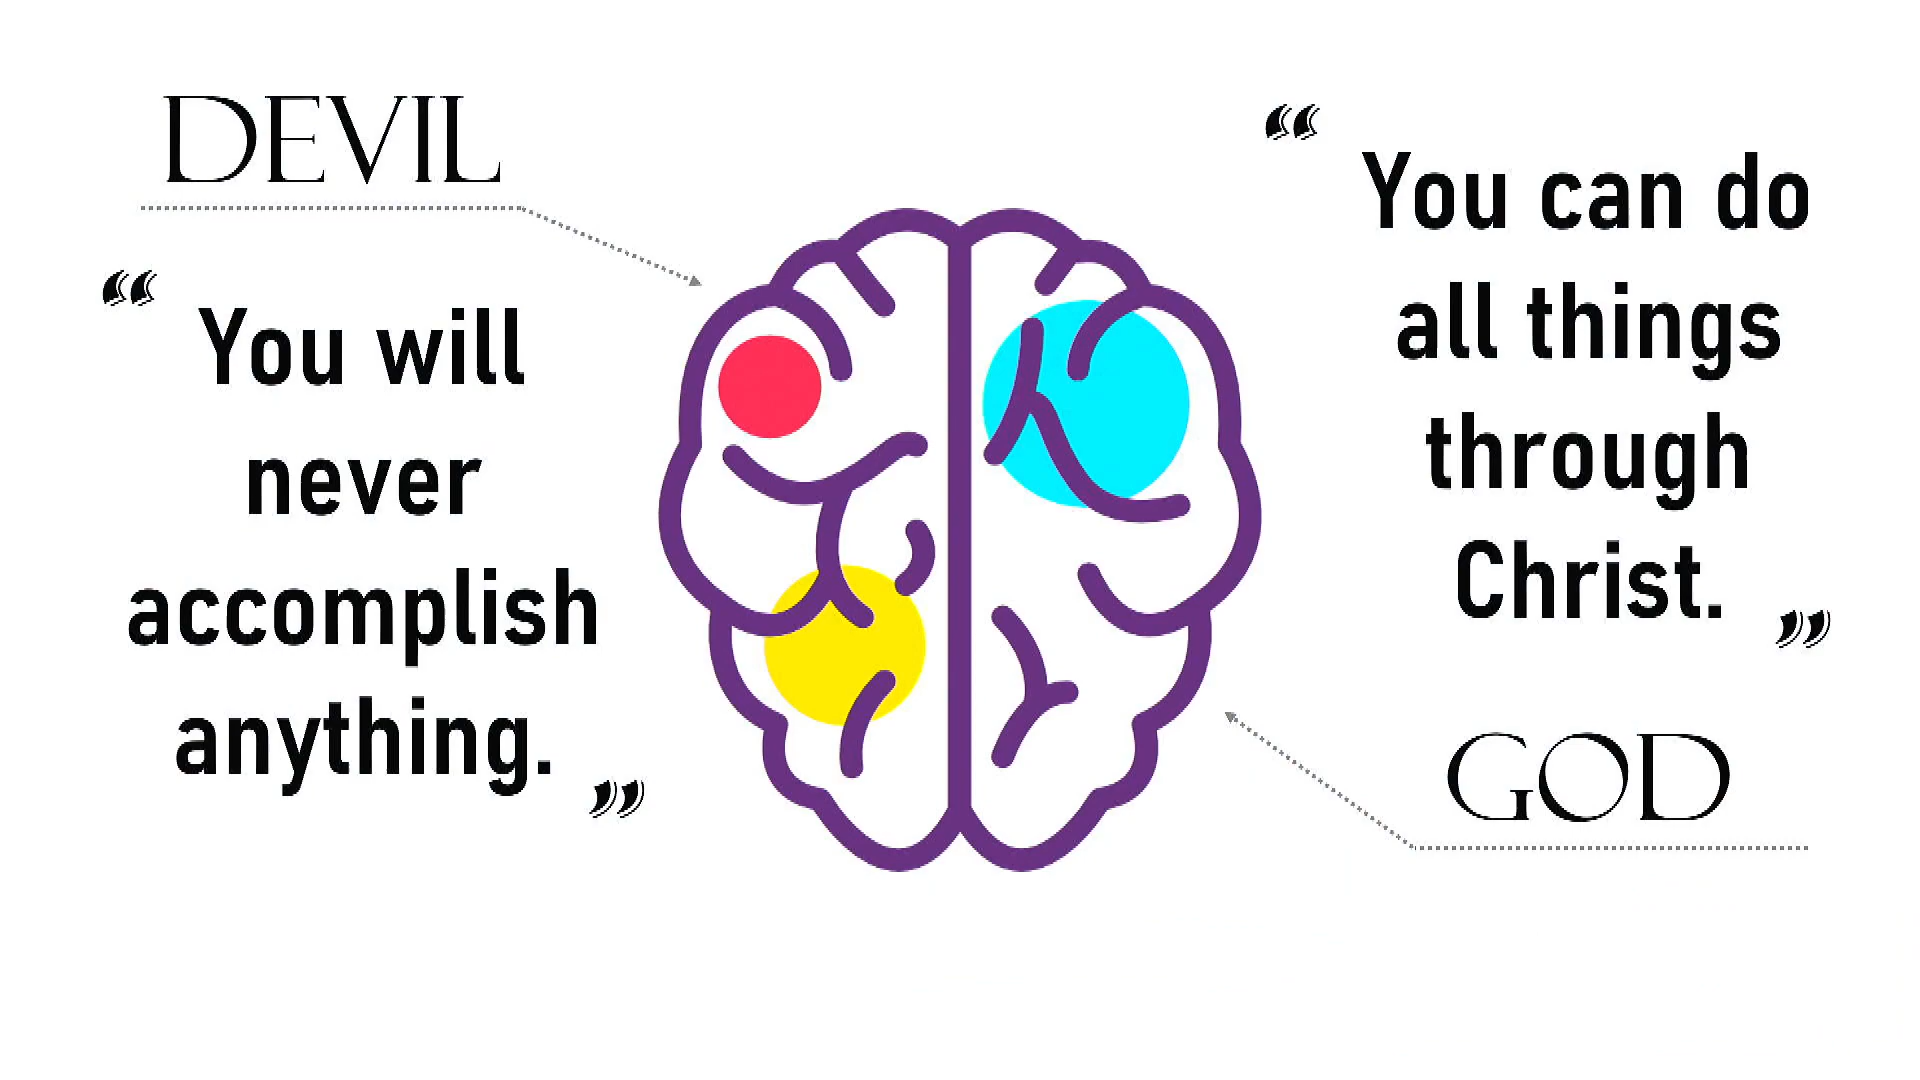 DEVIL
“ You will
never
accomplish
anything. ”
“ You can do
all things
through
Christ. ”
GOD